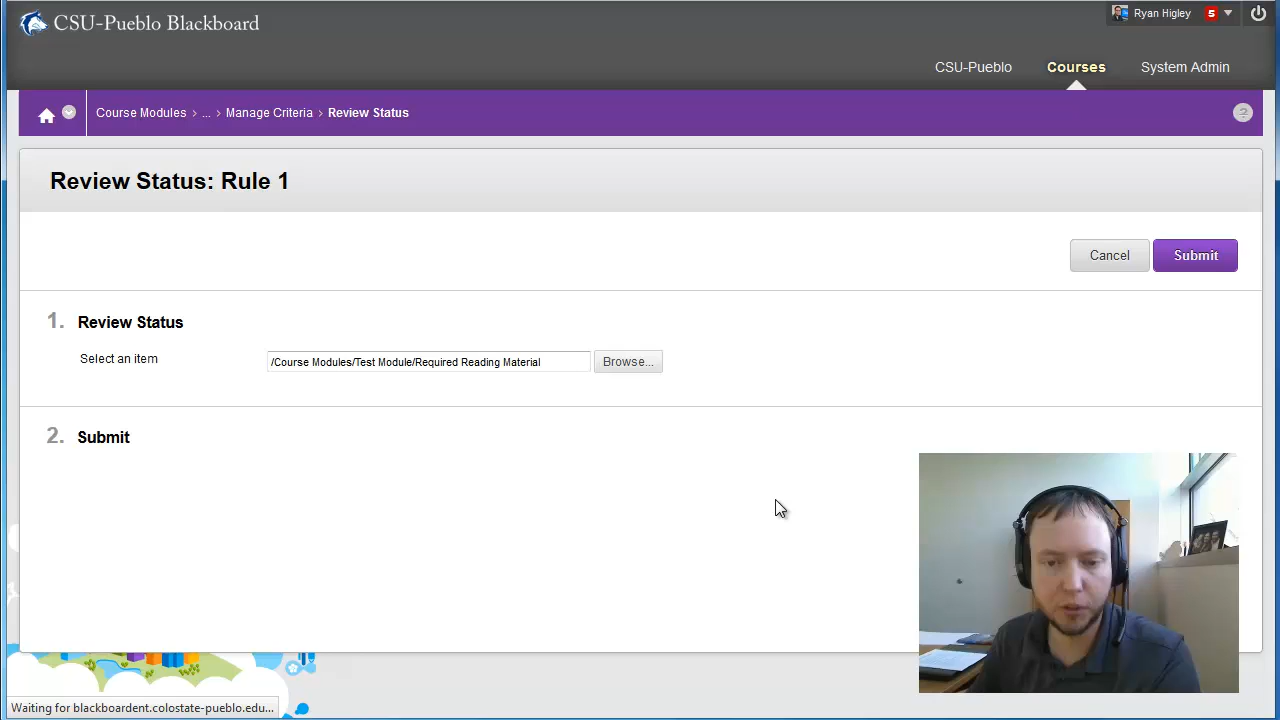 CSU-Pueblo Blackboard
Ryan Higley 5
CSU-Pueblo Courses System Admin
Course Modules > ... > Manage Criteria > Review Status
?
Review Status: Rule 1
Cancel Submit
1. Review Status
Select an item /Course Modules/Test Module/Required Reading Material Browse...
2. Submit
Waiting for blackboardent.colostate-pueblo.edu...